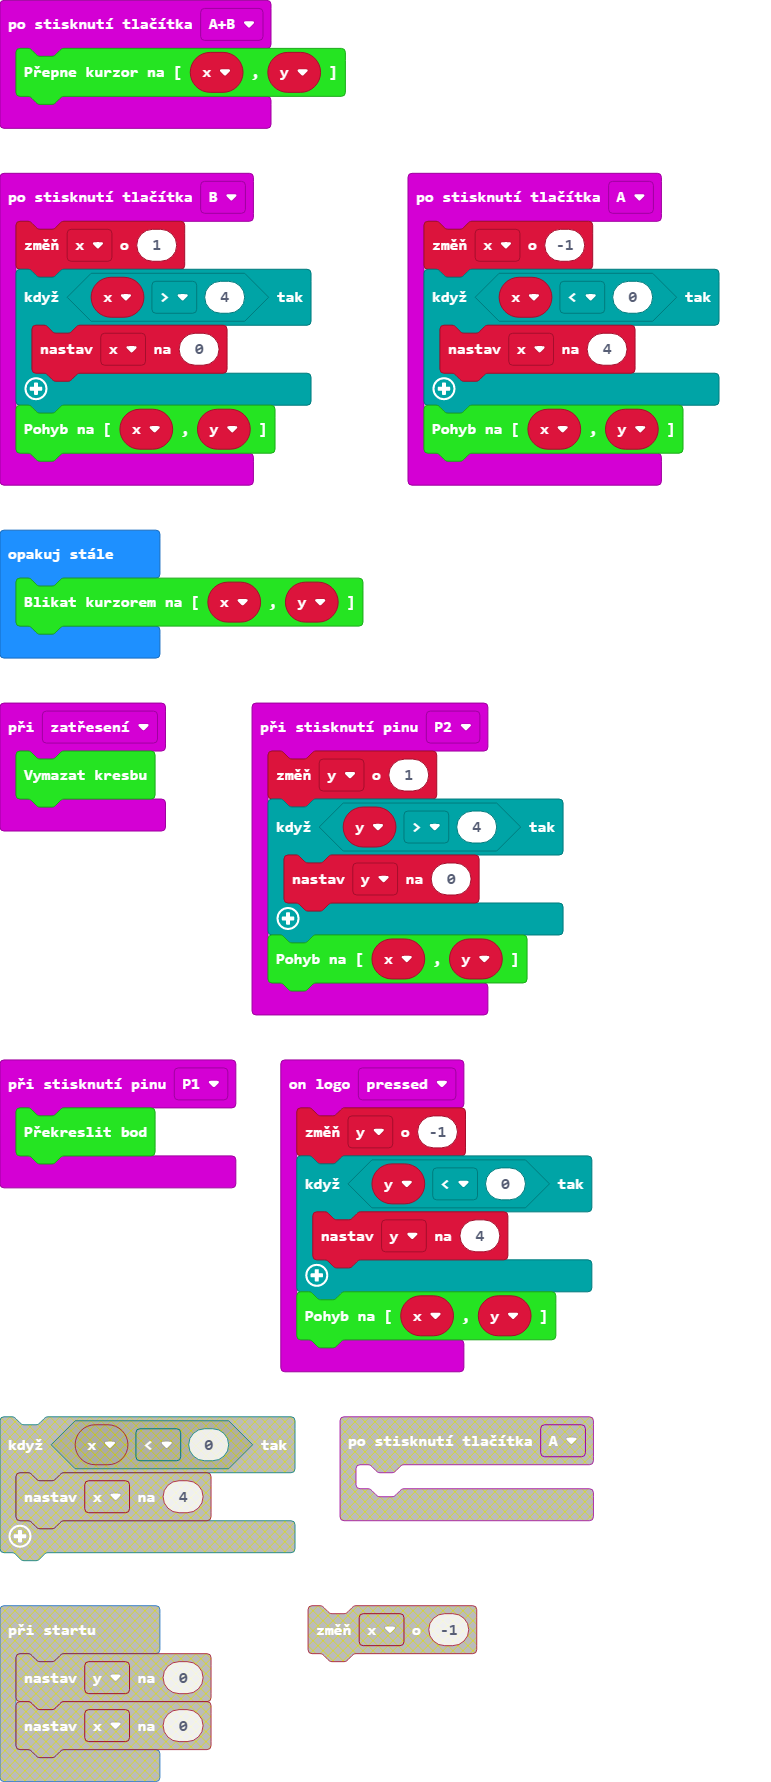 po stisknutí tlačítka A+B
Přepne kurzor na [ x , y ]
po stisknutí tlačítka B
změň x o 1
když x > 4 tak
nastav x na 0
Pohyb na [ x , y ]
po stisknutí tlačítka A
změň x o -1
když x < 0 tak
nastav x na 4
Pohyb na [ x , y ]
opakuj stále
Blikat kurzorem na [ x , y ]
při zatřesení
Vymazat kresbu
při stisknutí pinu P2
změň y o 1
když y > 4 tak
nastav y na 0
Pohyb na [ x , y ]
při stisknutí pinu P1
Překreslit bod
on logo pressed
změň y o -1
když y < 0 tak
nastav y na 4
Pohyb na [ x , y ]
když x < 0 tak
nastav x na 4
po stisknutí tlačítka A
při startu
nastav y na 0
nastav x na 0
změň x o -1